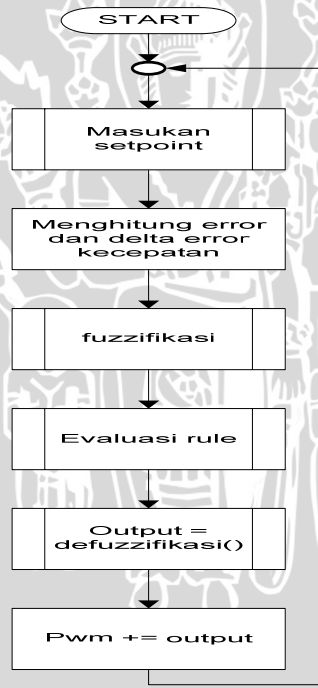 START
Masukan
setpoint
Menghitung error
dan delta error
kecepatan
fuzzifikasi
Evaluasi rule
Output =
defuzzifikasi()
Pwm += output